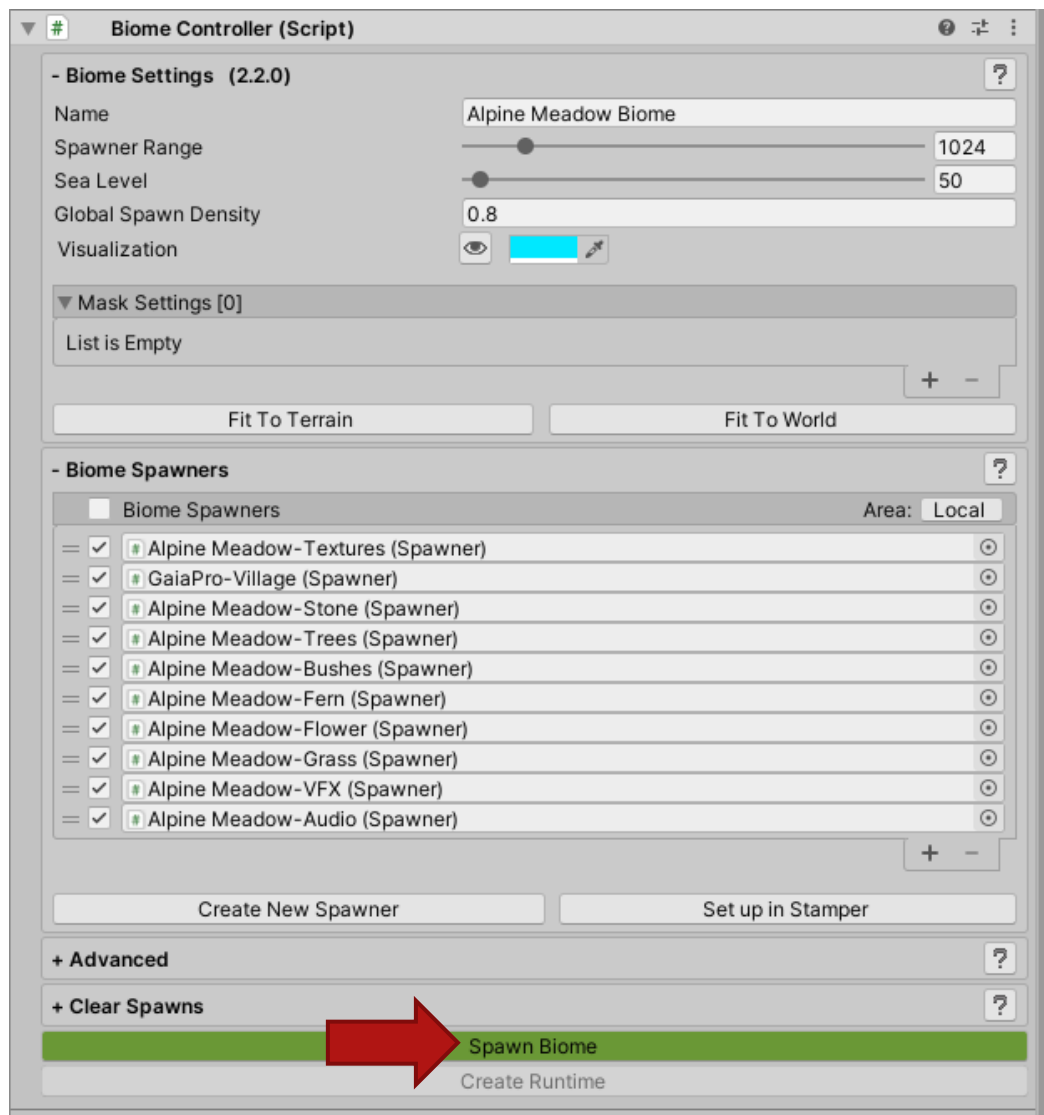 # Biome Controller (Script)
- Biome Settings (2.2.0) ?
Name Alpine Meadow Biome
Spawner Range 1024
Sea Level 50
Global Spawn Density 0.8
Visualization
Mask Settings [0]
List is Empty
+ −
Fit To Terrain Fit To World
- Biome Spawners ?
Biome Spawners Area: Local
# Alpine Meadow-Textures (Spawner)
# GaiaPro-Village (Spawner)
# Alpine Meadow-Stone (Spawner)
# Alpine Meadow-Trees (Spawner)
# Alpine Meadow-Bushes (Spawner)
# Alpine Meadow-Fern (Spawner)
# Alpine Meadow-Flower (Spawner)
# Alpine Meadow-Grass (Spawner)
# Alpine Meadow-VFX (Spawner)
# Alpine Meadow-Audio (Spawner)
+ −
Create New Spawner Set up in Stamper
+ Advanced ?
+ Clear Spawns ?
Spawn Biome
Create Runtime